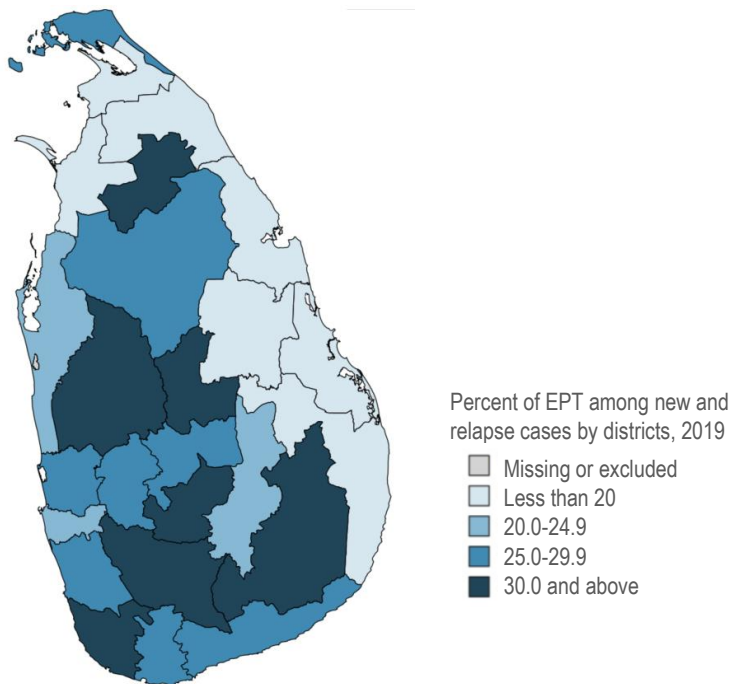 Percent of EPT among new and
relapse cases by districts, 2019
Missing or excluded
Less than 20
20.0-24.9
25.0-29.9
30.0 and above